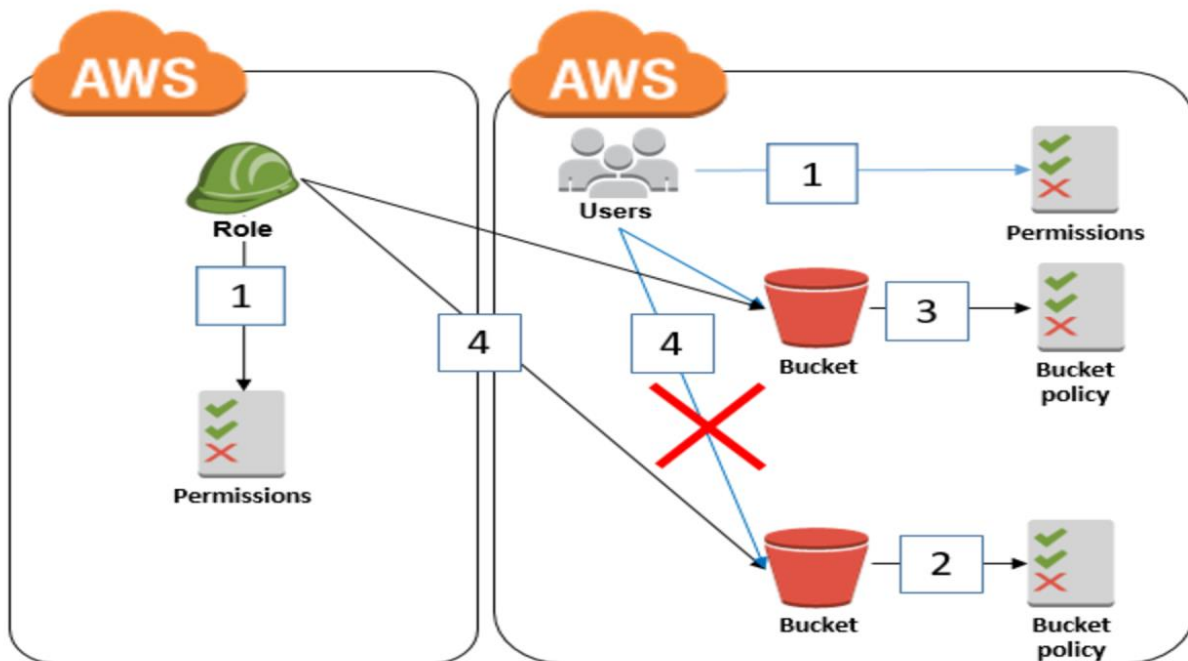 AWS
AWS
1
Users
Permissions
Role
1
3
4
4
Bucket
Bucket
policy
Permissions
2
Bucket
Bucket
policy